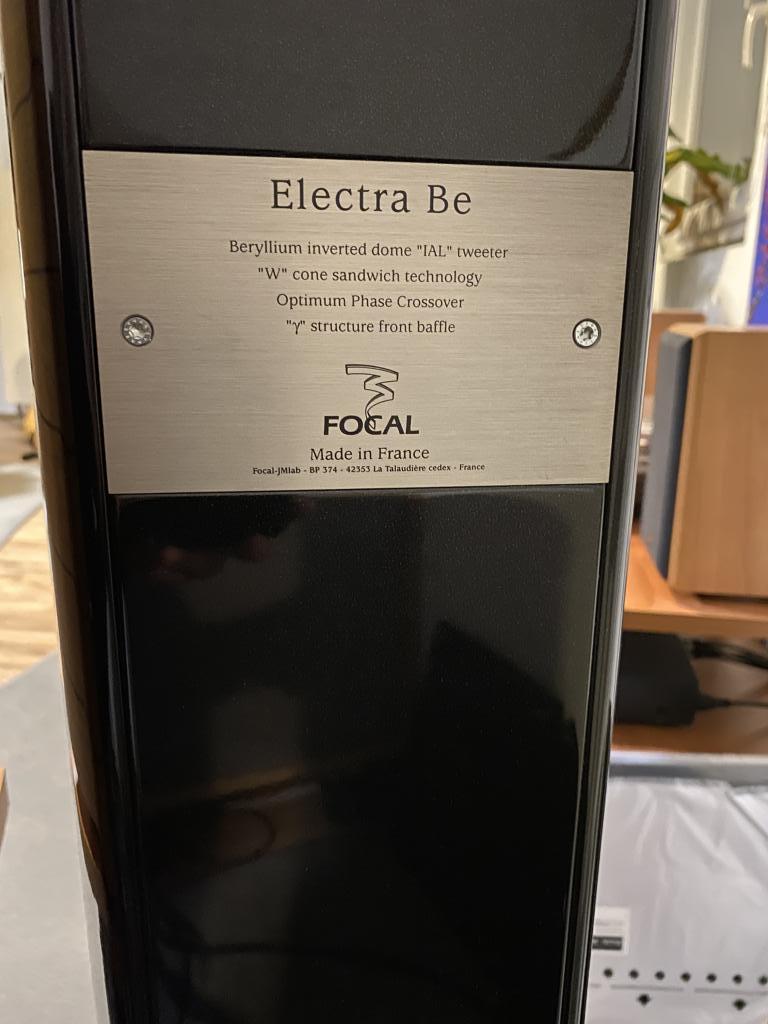 Electra Be
Beryllium inverted dome "IAL" tweeter
"W" cone sandwich technology
Optimum Phase Crossover
"γ" structure front baffle
FOCAL
Made in France
Focal-JMlab - BP 374 - 42353 La Talaudière cedex - France